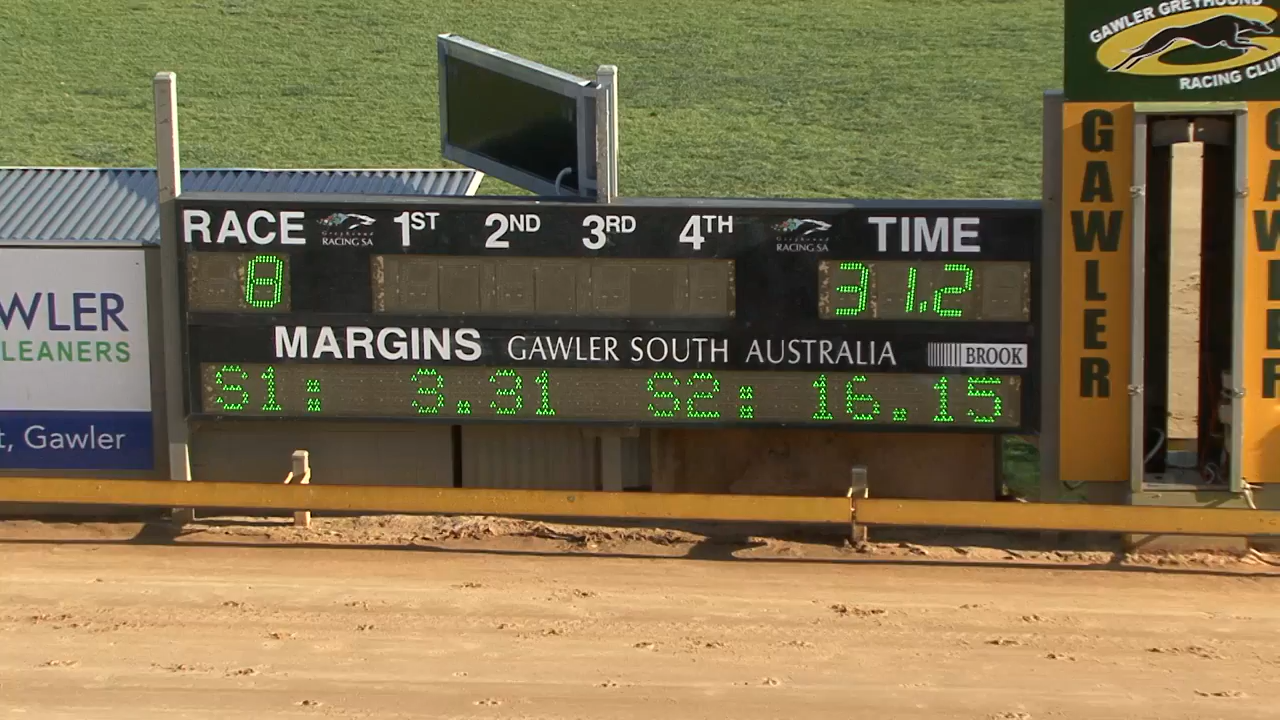 GAWLER GREYHOUND
RACING CLUB
RACE
Greyhound
RACING SA
1ST 2ND 3RD 4TH
Greyhound
RACING SA
TIME
8
31.2
MARGINS GAWLER SOUTH AUSTRALIA BROOK
S1: 3.31 S2: 16.15
WLER
LEANERS
t, Gawler
GAWLER